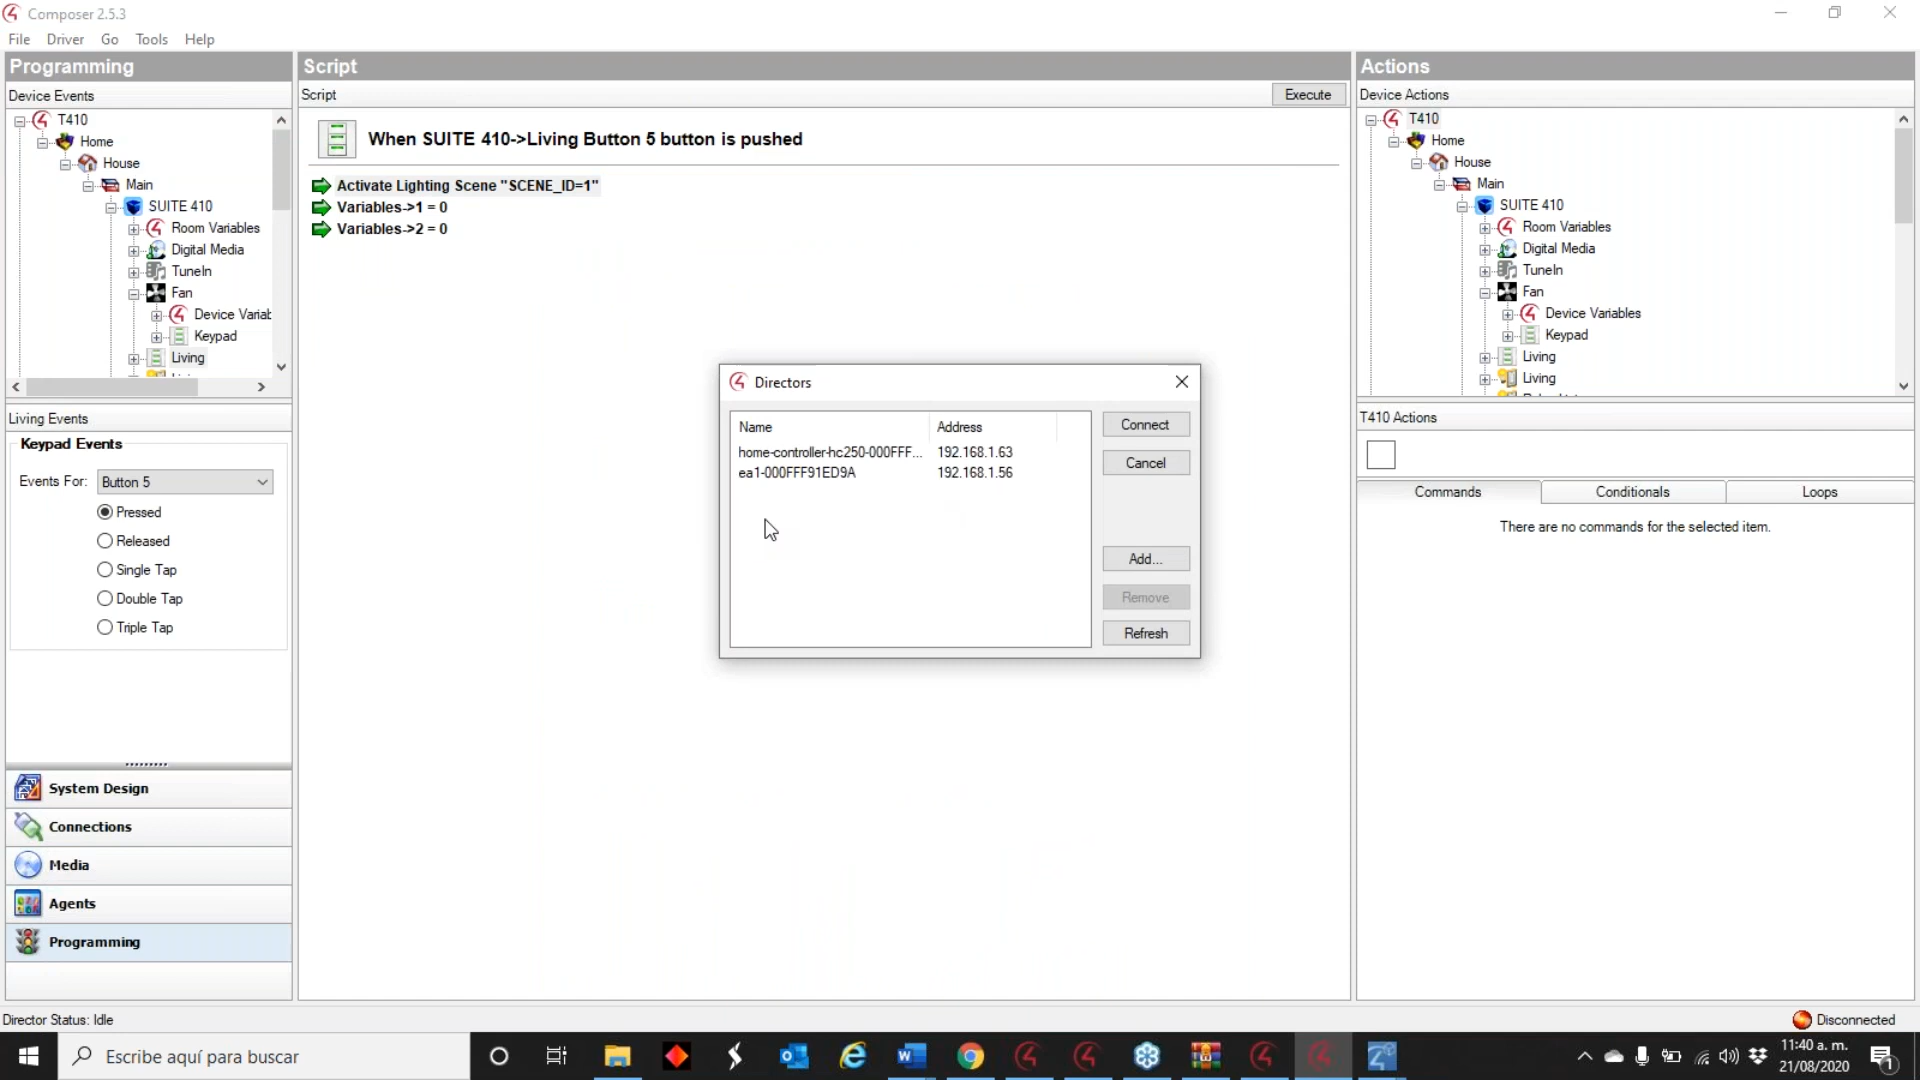 Composer 2.5.3
File Driver Go Tools Help
Programming
Device Events
T410
Home
House
Main
SUITE 410
Room Variables
Digital Media
TuneIn
Fan
Device Variab
Keypad
Living
Living Events
Keypad Events
Events For: Button 5
Pressed
Released
Single Tap
Double Tap
Triple Tap
System Design
Connections
Media
Agents
Programming
Script
Script
Execute
When SUITE 410->Living Button 5 button is pushed
Activate Lighting Scene "SCENE_ID=1"
Variables->1 = 0
Variables->2 = 0
Directors
Name Address
home-controller-hc250-000FFF... 192.168.1.63
ea1-000FFF91ED9A 192.168.1.56
Connect
Cancel
Add...
Remove
Refresh
Actions
Device Actions
T410
Home
House
Main
SUITE 410
Room Variables
Digital Media
TuneIn
Fan
Device Variables
Keypad
Living
Living
T410 Actions
Commands Conditionals Loops
There are no commands for the selected item.
Director Status: Idle
Disconnected
Escribe aquí para buscar
11:40 a. m.
21/08/2020
1